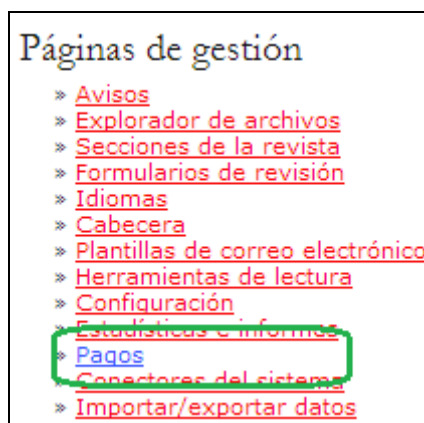 Páginas de gestión
» Avisos
» Explorador de archivos
» Secciones de la revista
» Formularios de revisión
» Idiomas
» Cabecera
» Plantillas de correo electrónico
» Herramientas de lectura
» Configuración
» Estadísticas e informes
» Pagos
» Conectores del sistema
» Importar/exportar datos